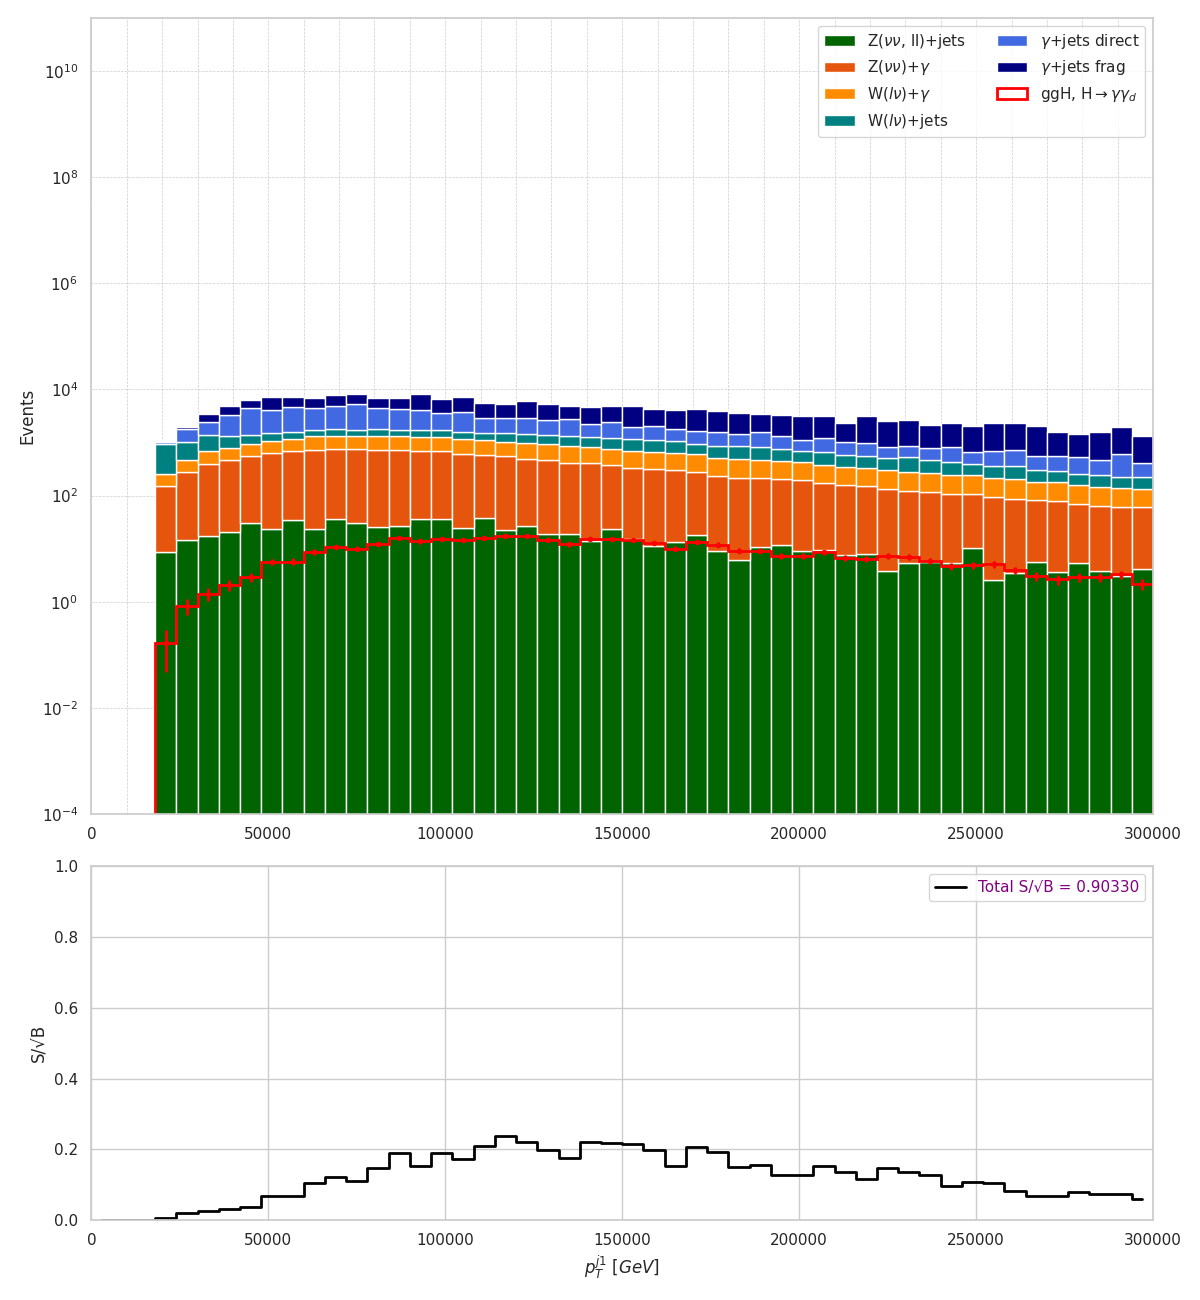 Z(νν, ll)+jets
Z(νν)+γ
W(lν)+γ
W(lν)+jets
γ+jets direct
γ+jets frag
ggH, H→γγ_d
Events
10^10
10^8
10^6
10^4
10^2
10^0
10^−2
10^−4
0 50000 100000 150000 200000 250000 300000
Total S/√B = 0.90330
S/√B
1.0
0.8
0.6
0.4
0.2
0.0
0 50000 100000 150000 200000 250000 300000
p_T^{j1} [GeV]